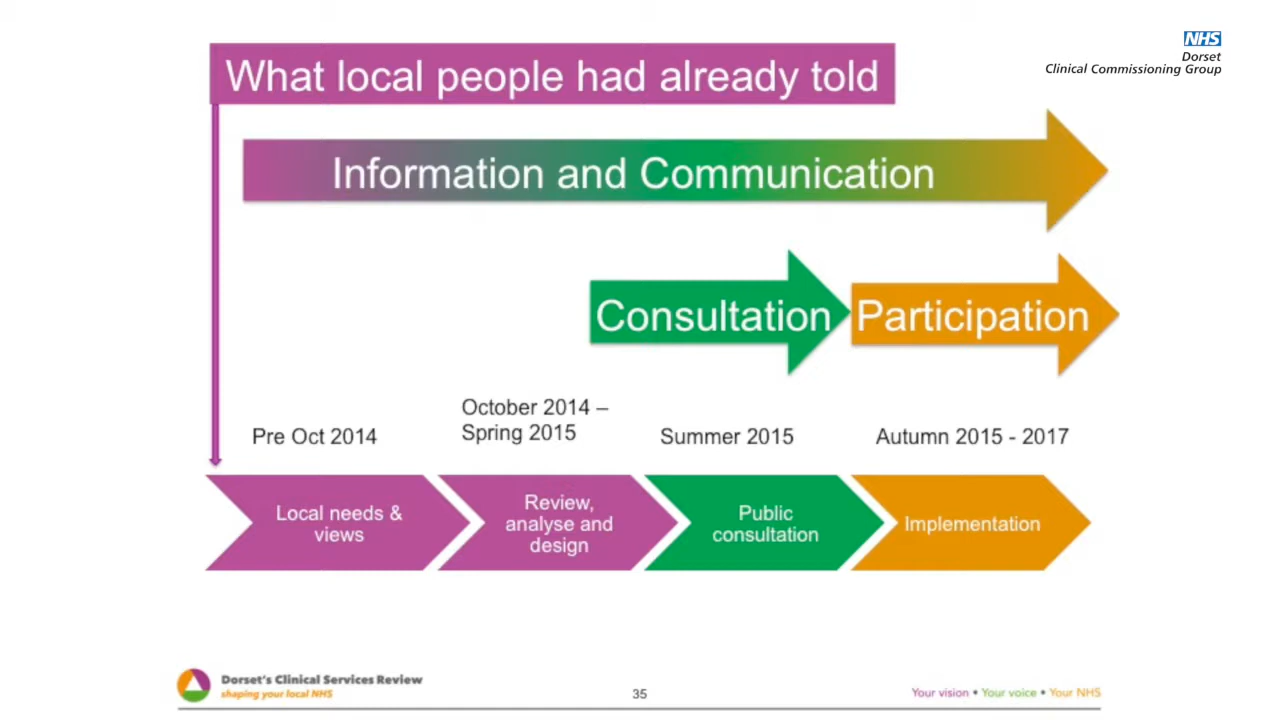 NHS
Dorset
Clinical Commissioning Group
What local people had already told
Information and Communication
Consultation
Participation
Pre Oct 2014
October 2014 –
Spring 2015
Summer 2015
Autumn 2015 - 2017
Local needs &
views
Review,
analyse and
design
Public
consultation
Implementation
Dorset's Clinical Services Review
shaping your local NHS
35
Your vision • Your voice • Your NHS